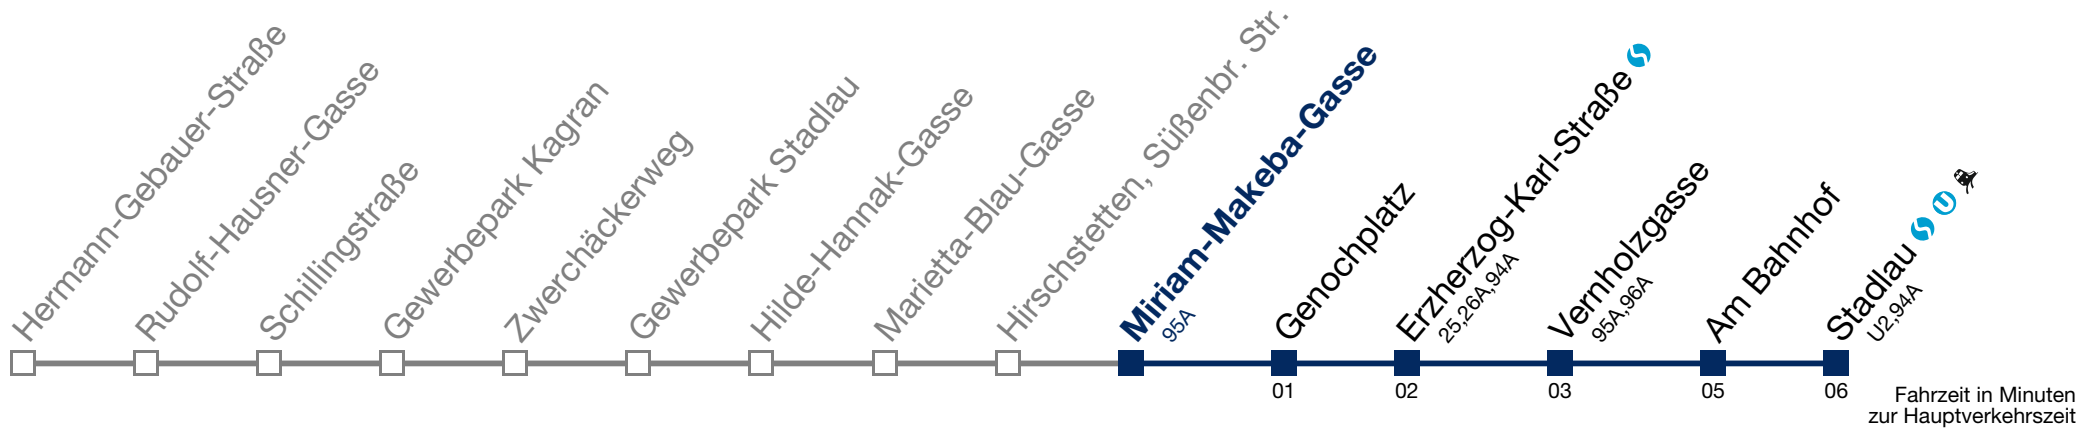 Hermann-Gebauer-Straße
Rudolf-Hausner-Gasse
Schillingstraße
Gewerbepark Kagran
Zwerchäckerweg
Gewerbepark Stadlau
Hilde-Hannak-Gasse
Marietta-Blau-Gasse
Hirschstetten, Süßenbr. Str.
Miriam-Makeba-Gasse
95A
Genochplatz
01
Erzherzog-Karl-Straße S
25,26A,94A
02
Vernholzgasse
95A,96A
03
Am Bahnhof
05
Stadlau S U
U2,94A
06
Fahrzeit in Minuten
zur Hauptverkehrszeit